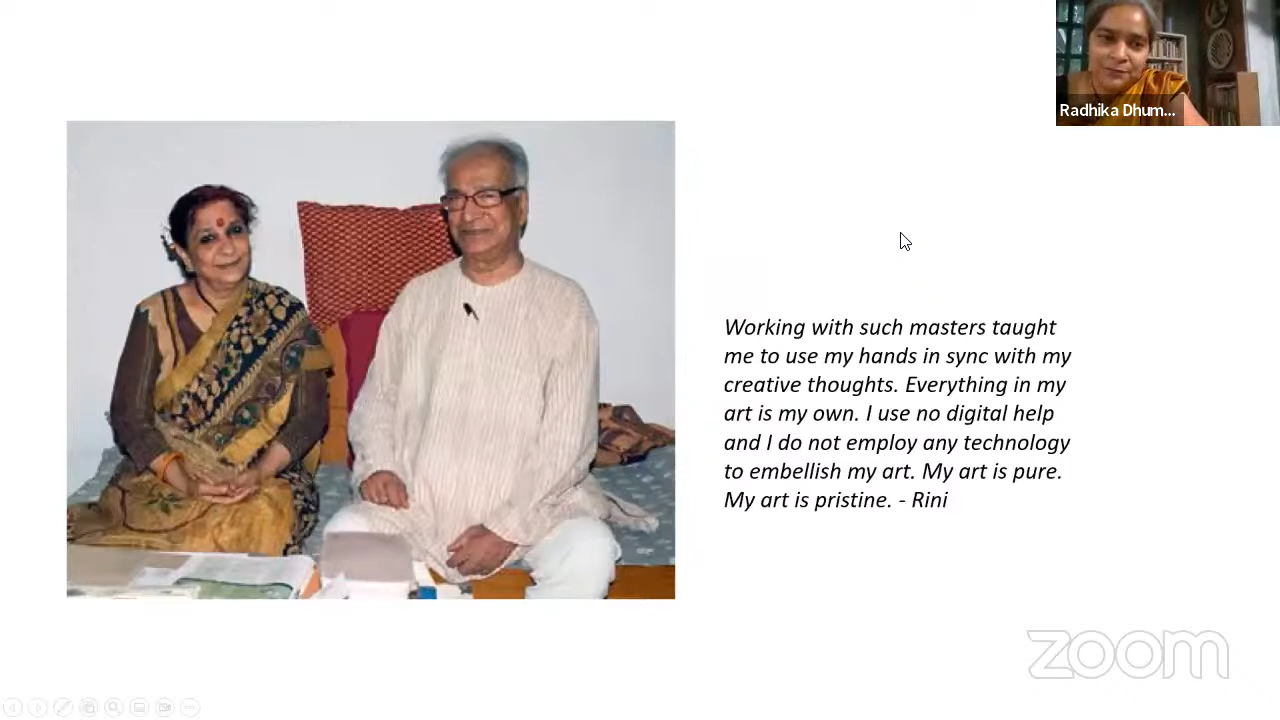 Radhika Dhum...
Working with such masters taught
me to use my hands in sync with my
creative thoughts. Everything in my
art is my own. I use no digital help
and I do not employ any technology
to embellish my art. My art is pure.
My art is pristine. - Rini
zoom